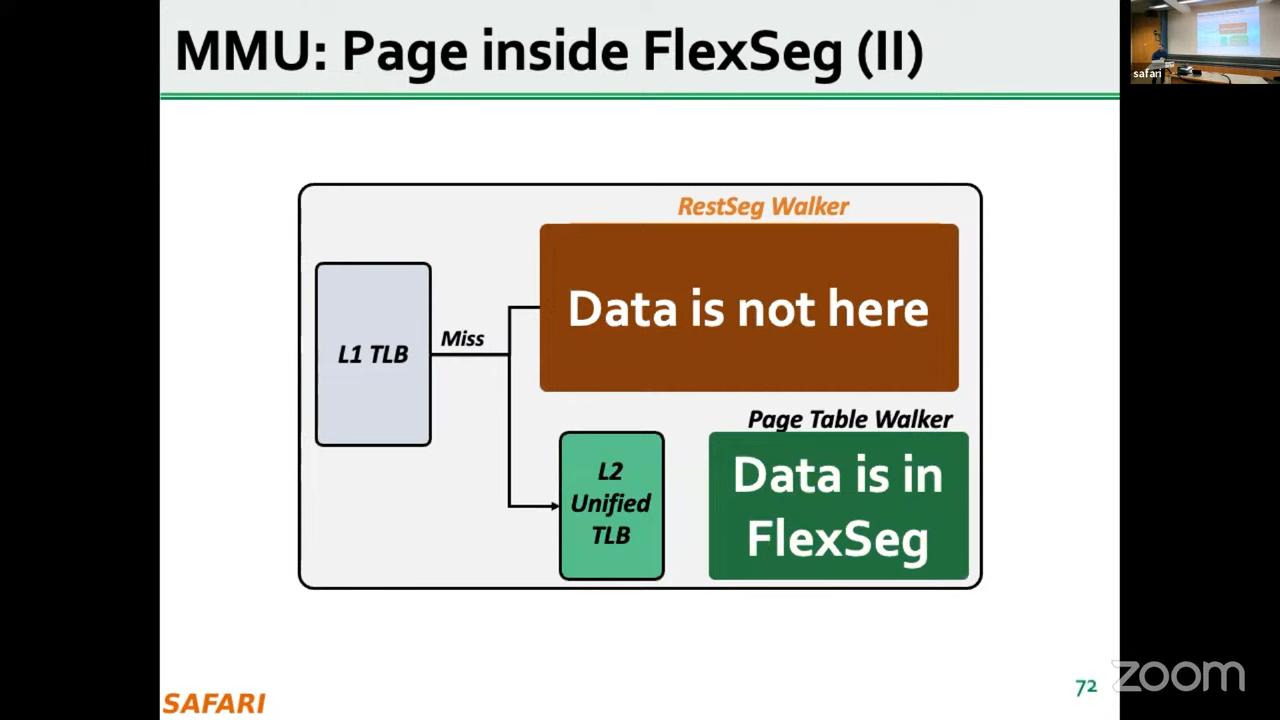 MMU: Page inside FlexSeg (II)
safari
RestSeg Walker
Data is not here
L1 TLB
Miss
Page Table Walker
L2
Unified
TLB
Data is in
FlexSeg
SAFARI
72
zoom